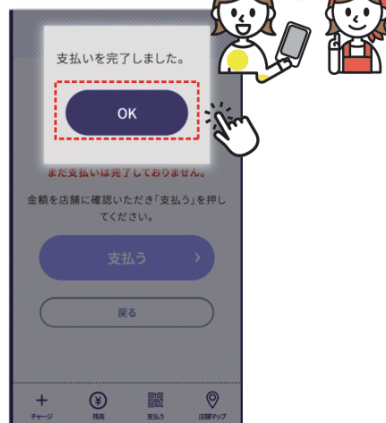 支払いを完了しました。
OK
まだ支払いは完了しておりません。
金額を店舗に確認いただき「支払う」を押し
てください。
支払う
戻る
チャージ
残高
支払う
店舗マップ